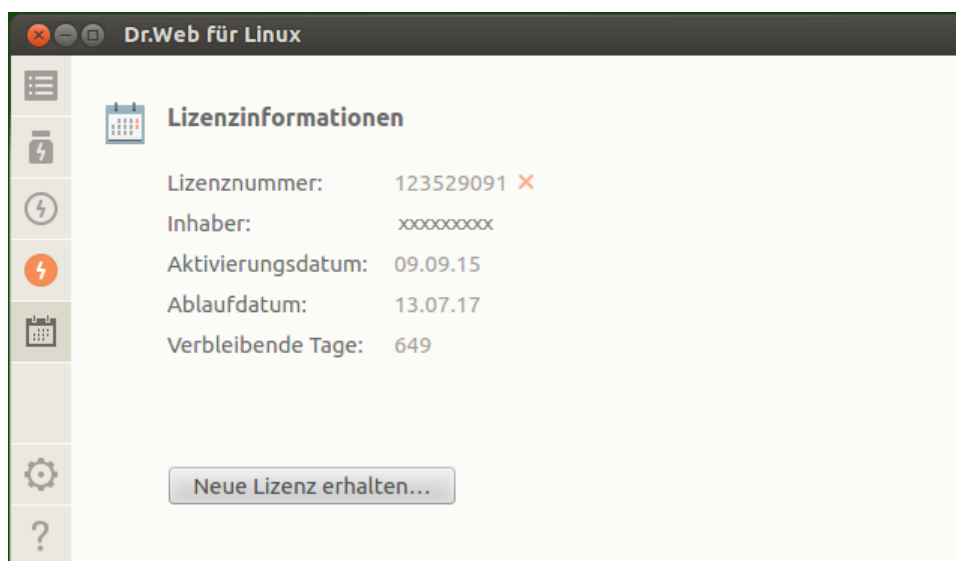 Dr.Web für Linux
Lizenzinformationen
Lizenznummer: 123529091
Inhaber: xxxxxxxxx
Aktivierungsdatum: 09.09.15
Ablaufdatum: 13.07.17
Verbleibende Tage: 649
Neue Lizenz erhalten...
?